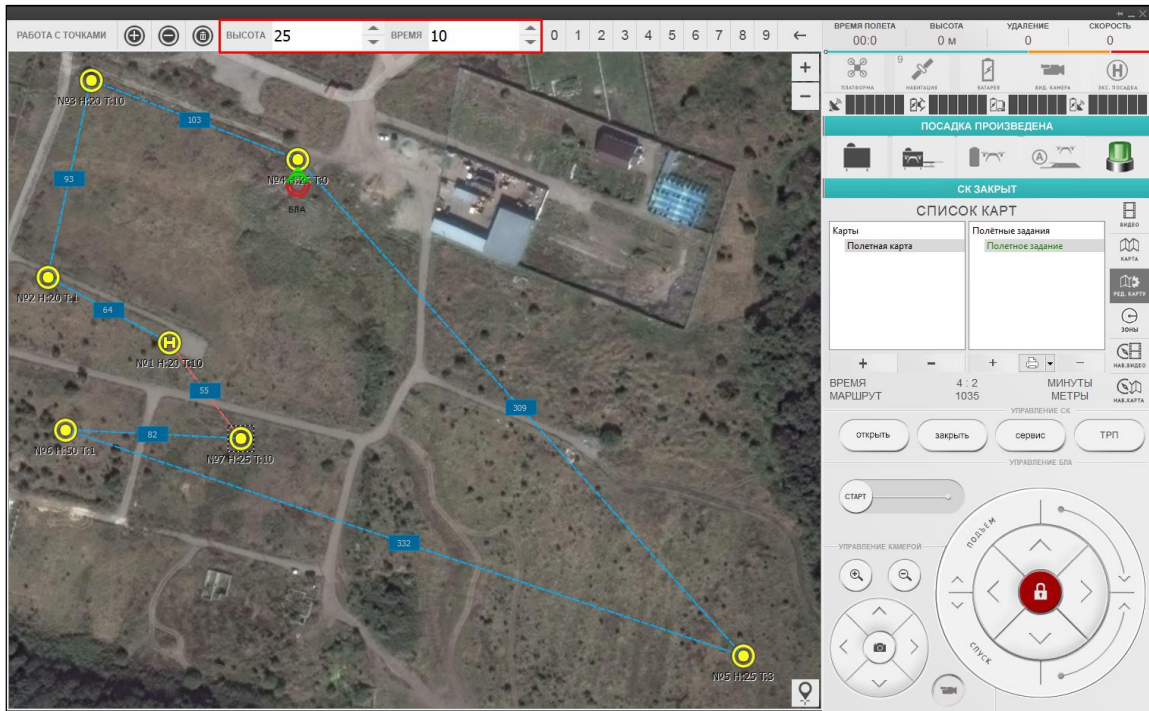 РАБОТА С ТОЧКАМИ ВЫСОТА 25 ВРЕМЯ 10 0 1 2 3 4 5 6 7 8 9
ВРЕМЯ ПОЛЕТА ВЫСОТА УДАЛЕНИЕ СКОРОСТЬ
00:0 0 м 0 0
9
ПЛАТФОРМА НАВИГАЦИЯ БАТАРЕЯ ВИД. КАМЕРА ЭКС. ПОСАДКА
ПОСАДКА ПРОИЗВЕДЕНА
A
СК ЗАКРЫТ
СПИСОК КАРТ
Карты Полётные задания
Полетная карта Полетное задание
ВИДЕО
КАРТА
РЕД. КАРТУ
ЗОНЫ
НАВ.ВИДЕО
НАВ.КАРТА
ВРЕМЯ 4 : 2 МИНУТЫ
МАРШРУТ 1035 МЕТРЫ
УПРАВЛЕНИЕ СК
открыть закрыть сервис ТРП
УПРАВЛЕНИЕ БЛА
СТАРТ
УПРАВЛЕНИЕ КАМЕРОЙ
ПОДЪЁМ
СПУСК
№3 H:20 T:10
103
№4 H:25 T:0
БЛА
93
№2 H:20 T:1
64
H
№1 H:20 T:10
55
309
82
№6 H:50 T:1
№7 H:25 T:10
332
№5 H:25 T:3